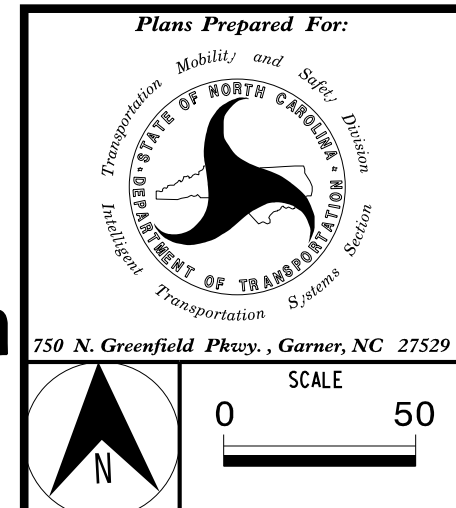 Plans Prepared For:
Transportation Mobility and Safety Division
STATE OF NORTH CAROLINA
DEPARTMENT OF TRANSPORTATION
Intelligent Transportation Systems Section
750 N. Greenfield Pkwy. , Garner, NC 27529
SCALE
0 50
N